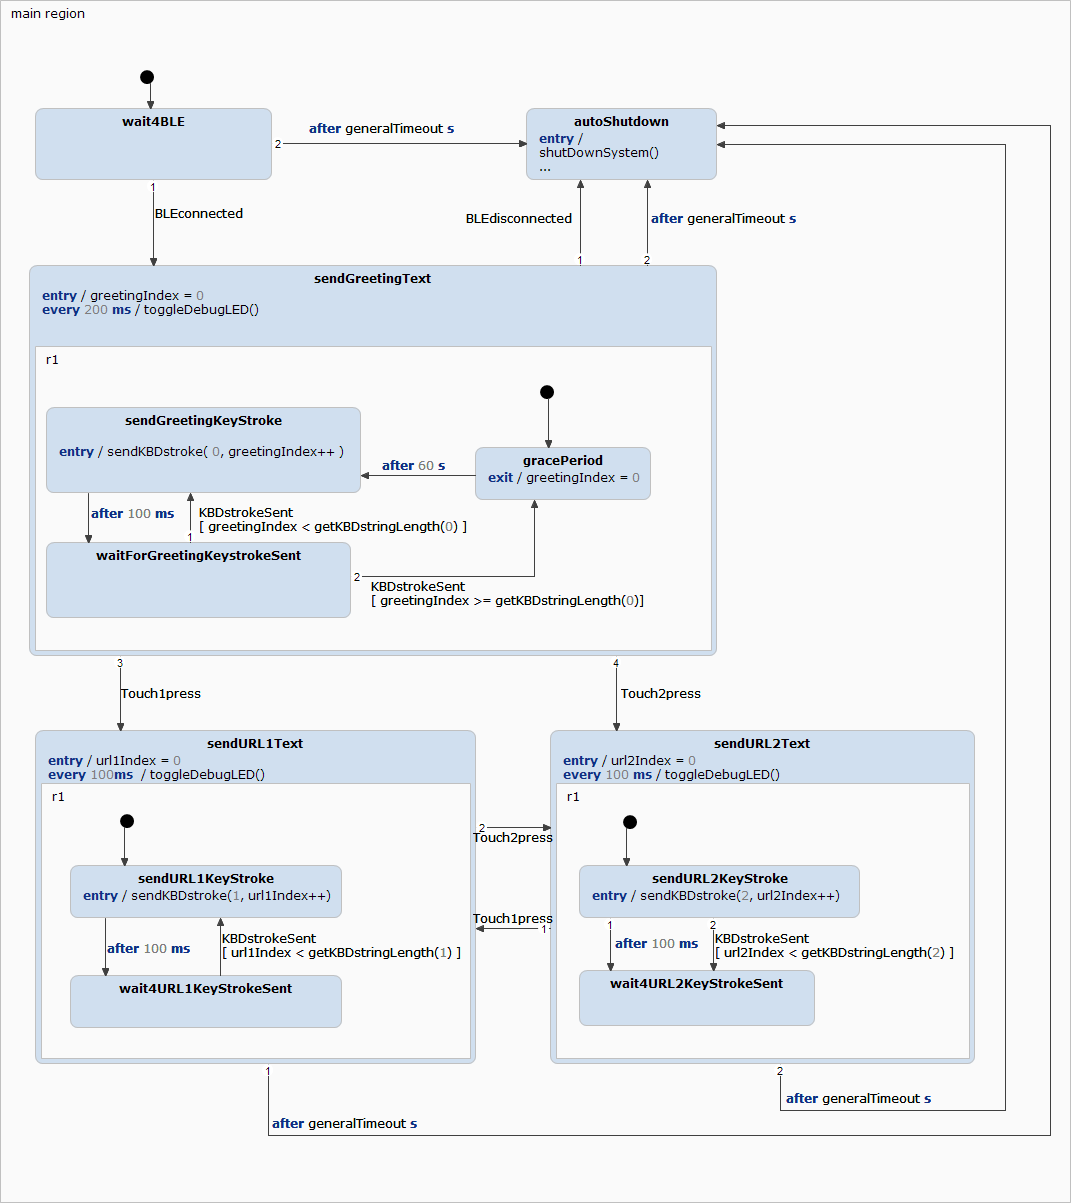 main region
wait4BLE
after generalTimeout s
2
autoShutdown
entry /
shutDownSystem()
...
1
BLEconnected
BLEdisconnected
after generalTimeout s
1
2
sendGreetingText
entry / greetingIndex = 0
every 200 ms / toggleDebugLED()
r1
sendGreetingKeyStroke
entry / sendKBDstroke( 0, greetingIndex++ )
after 60 s
gracePeriod
exit / greetingIndex = 0
after 100 ms
KBDstrokeSent
[ greetingIndex < getKBDstringLength(0) ]
1
waitForGreetingKeystrokeSent
2
KBDstrokeSent
[ greetingIndex >= getKBDstringLength(0)]
3
4
Touch1press
Touch2press
sendURL1Text
entry / url1Index = 0
every 100ms / toggleDebugLED()
r1
sendURL1KeyStroke
entry / sendKBDstroke(1, url1Index++)
after 100 ms
KBDstrokeSent
[ url1Index < getKBDstringLength(1) ]
wait4URL1KeyStrokeSent
2
Touch2press
Touch1press
1
sendURL2Text
entry / url2Index = 0
every 100 ms / toggleDebugLED()
r1
sendURL2KeyStroke
entry / sendKBDstroke(2, url2Index++)
1
2
after 100 ms
KBDstrokeSent
[ url2Index < getKBDstringLength(2) ]
wait4URL2KeyStrokeSent
1
after generalTimeout s
2
after generalTimeout s